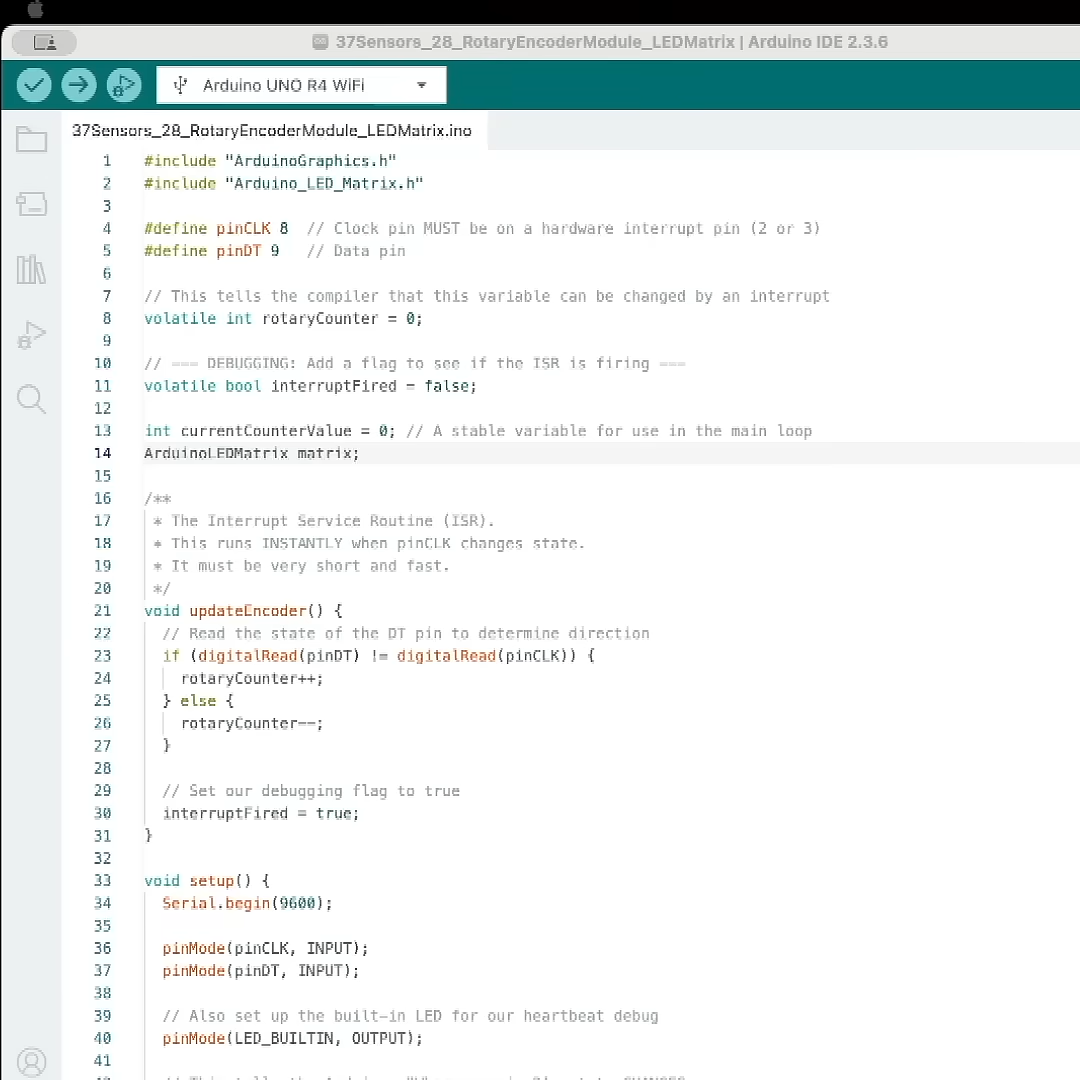 37Sensors_28_RotaryEncoderModule_LEDMatrix | Arduino IDE 2.3.6
Arduino UNO R4 WiFi
37Sensors_28_RotaryEncoderModule_LEDMatrix.ino
1 #include "ArduinoGraphics.h"
2 #include "Arduino_LED_Matrix.h"
3
4 #define pinCLK 8  // Clock pin MUST be on a hardware interrupt pin (2 or 3)
5 #define pinDT 9   // Data pin
6
7 // This tells the compiler that this variable can be changed by an interrupt
8 volatile int rotaryCounter = 0;
9
10 // === DEBUGGING: Add a flag to see if the ISR is firing ===
11 volatile bool interruptFired = false;
12
13 int currentCounterValue = 0; // A stable variable for use in the main loop
14 ArduinoLEDMatrix matrix;
15
16 /**
17  * The Interrupt Service Routine (ISR).
18  * This runs INSTANTLY when pinCLK changes state.
19  * It must be very short and fast.
20  */
21 void updateEncoder() {
22   // Read the state of the DT pin to determine direction
23   if (digitalRead(pinDT) != digitalRead(pinCLK)) {
24     rotaryCounter++;
25   } else {
26     rotaryCounter--;
27   }
28
29   // Set our debugging flag to true
30   interruptFired = true;
31 }
32
33 void setup() {
34   Serial.begin(9600);
35
36   pinMode(pinCLK, INPUT);
37   pinMode(pinDT, INPUT);
38
39   // Also set up the built-in LED for our heartbeat debug
40   pinMode(LED_BUILTIN, OUTPUT);
41